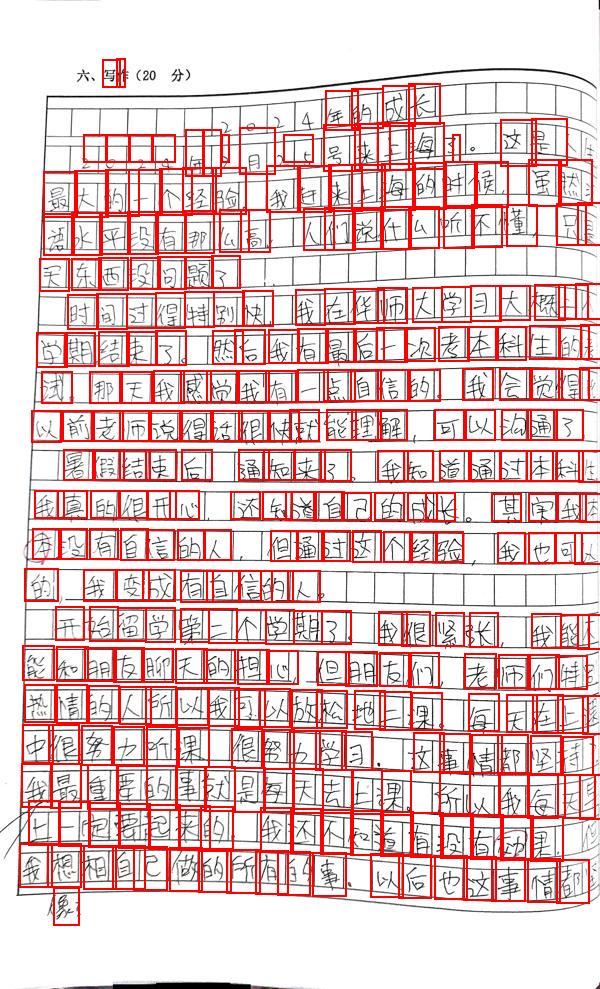 六、写作(20 分)
2024年的成长
2024年9月25号来上海了。这是人生
最大的一个经验。我赶来上海的时候，虽然汉
语水平没有那么高。人们说什么听不懂，只是
天东西没问题了
时间过得特别快，我在华师大学习大概一个
学期结束了。然后我有最后一次考本科生的考
试。那天我感觉我有一点自信的。我会觉得
以前老师说得话很快就能理解，可以沟通了
暑假结束后，通知来了。我知道通过本科生
我真的很开心，还知道自己的成长。其实我本
来没有自信的人，但通过这个经验，我也可以
的，我变成有自信的人。
开始留学第二个学期了。我很紧张，我能不
能和朋友聊天的担心，但朋友们，老师们特别
热情的人所以我可以放松地上课。每天在上课
中很努力听课，很努力学习。这事情都坚持了
我最重要的事就是每天去上课。所以我每天早
上一定要起来的。我还不知道有没有效果。
我想相自己做的所有的事。以后也这事情都
像